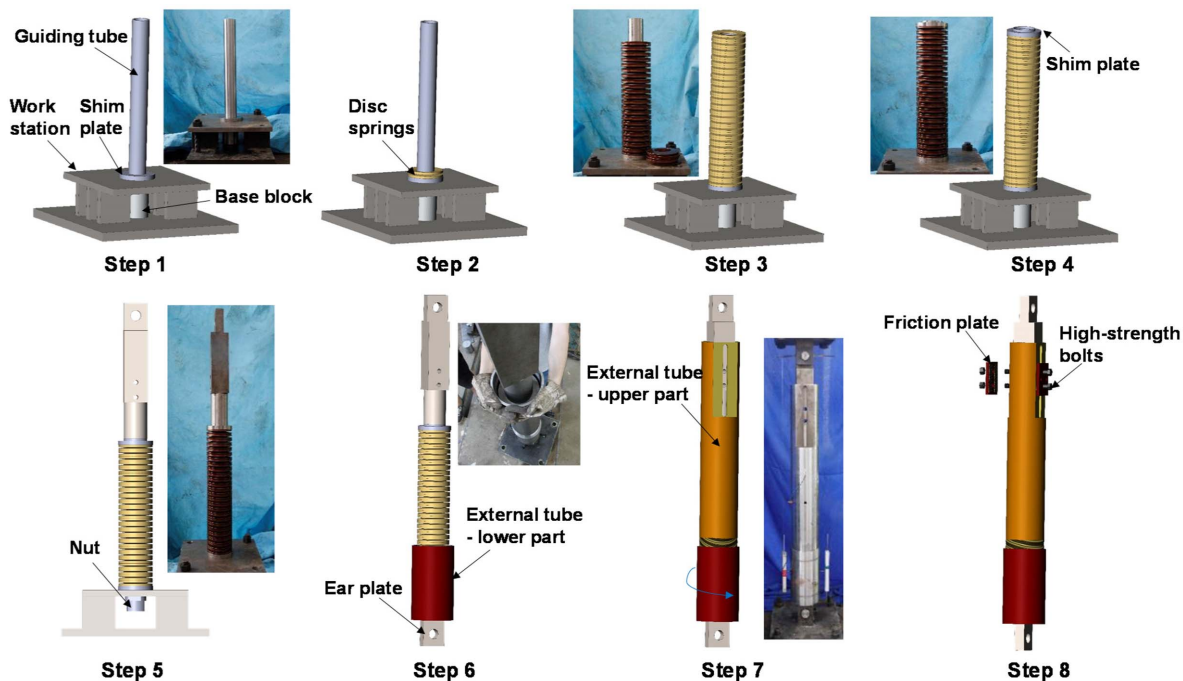 Guiding tube
Work
station
Shim
plate
Base block
Step 1
Disc
springs
Step 2
Step 3
Shim plate
Step 4
Nut
Step 5
External tube
- lower part
Ear plate
Step 6
External tube
- upper part
Step 7
Friction plate
High-strength
bolts
Step 8